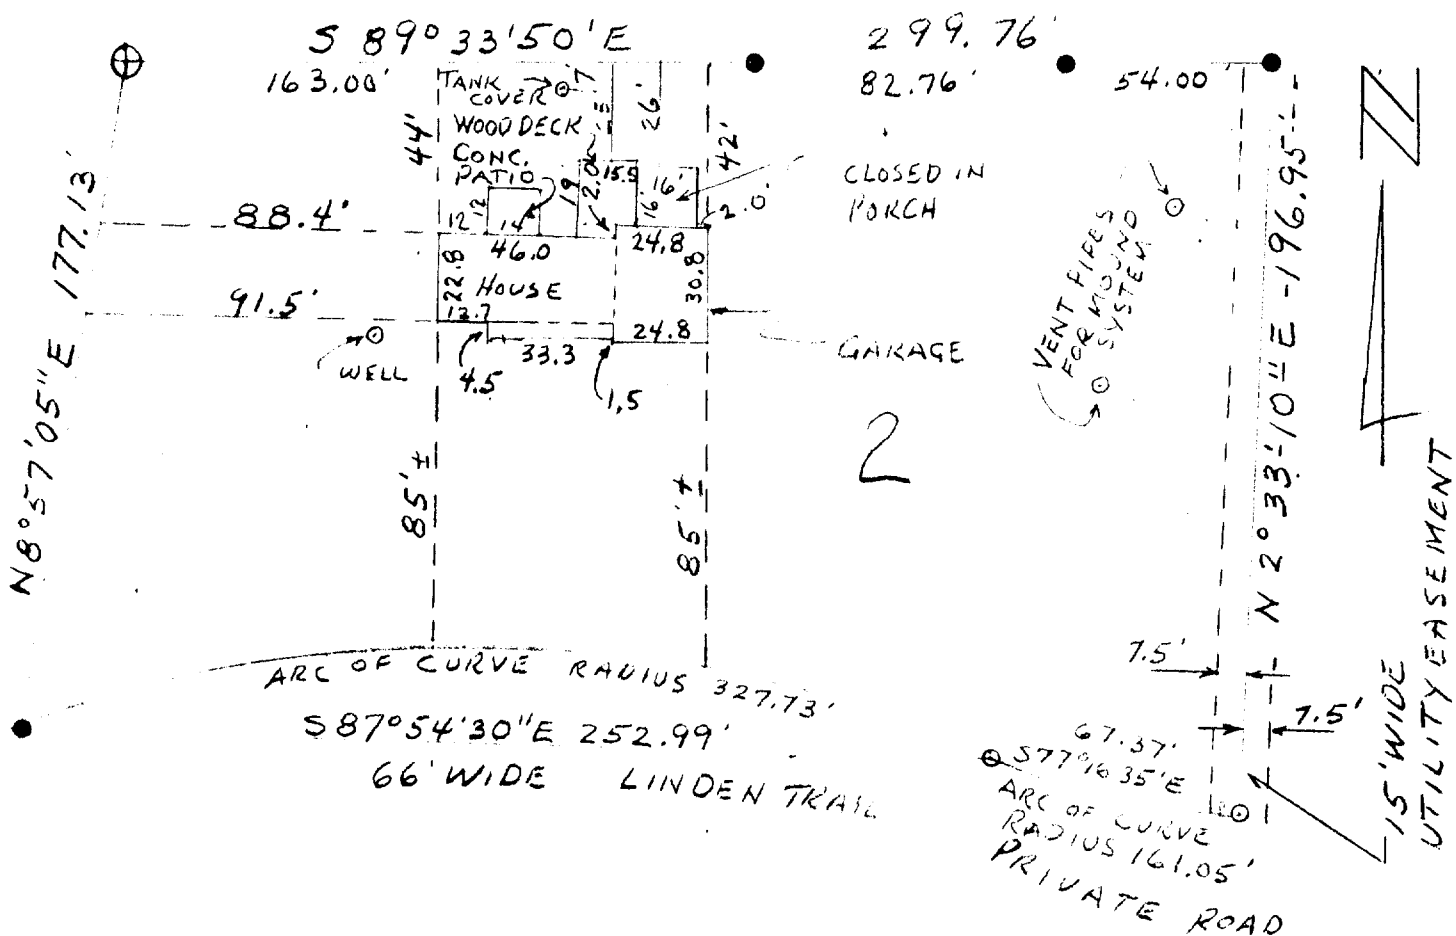 S 89° 33' 50' E
299.76'
163.00'
82.76'
54.00'
TANK
COVER
WOOD DECK
CONC.
PATIO
44'
26'
42'
19
2.0
15.5
16'
16'
2.0
CLOSED IN
PORCH
88.4'
12
12
14
46.0
24.8
22.8
HOUSE
30.8
91.5'
33.3
24.8
WELL
4.5
1.5
GARAGE
VENT PIPES
FOR MOUND
SYSTEM
2
N8°57'05"E 177.13'
N 2° 33'-10" E -196.95'
85' ±
85' ±
ARC OF CURVE RADIUS 327.73'
S87°54'30"E 252.99'
66' WIDE LINDEN TRAIL
7.5'
7.5'
67.37'
S77°16'35'E
ARC OF CURVE
RADIUS 161.05'
PRIVATE ROAD
15' WIDE
UTILITY EASEMENT